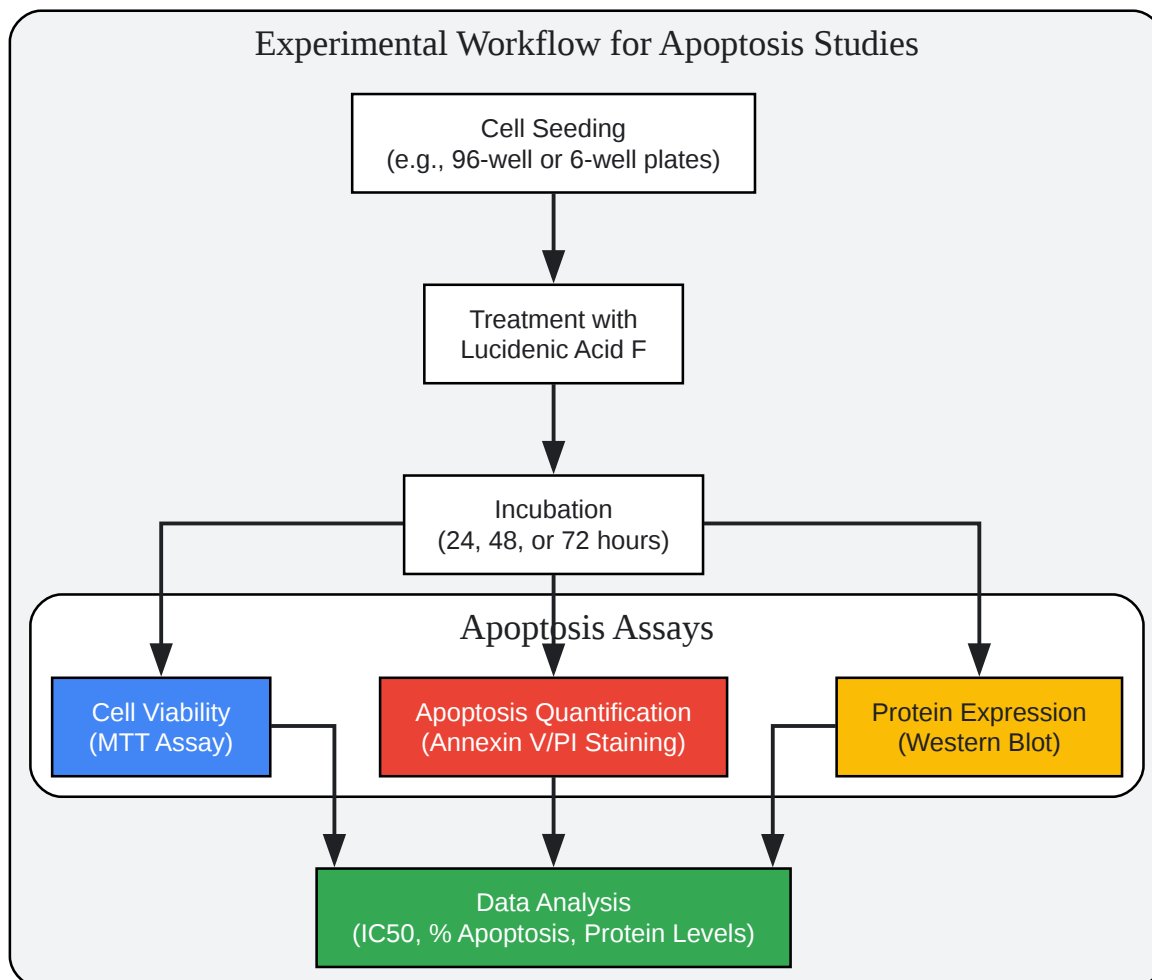 Experimental Workflow for Apoptosis Studies
Cell Seeding
(e.g., 96-well or 6-well plates)
Treatment with
Lucidenic Acid F
Incubation
(24, 48, or 72 hours)
Apoptosis Assays
Cell Viability
(MTT Assay)
Apoptosis Quantification
(Annexin V/PI Staining)
Protein Expression
(Western Blot)
Data Analysis
(IC50, % Apoptosis, Protein Levels)